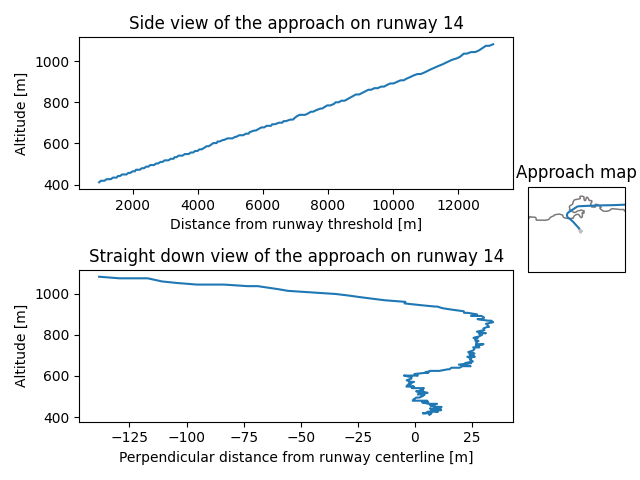 Side view of the approach on runway 14
1000
800
600
400
Altitude [m]
2000 4000 6000 8000 10000 12000
Distance from runway threshold [m]
Approach map
Straight down view of the approach on runway 14
1000
800
600
400
Altitude [m]
−125 −100 −75 −50 −25 0 25
Perpendicular distance from runway centerline [m]